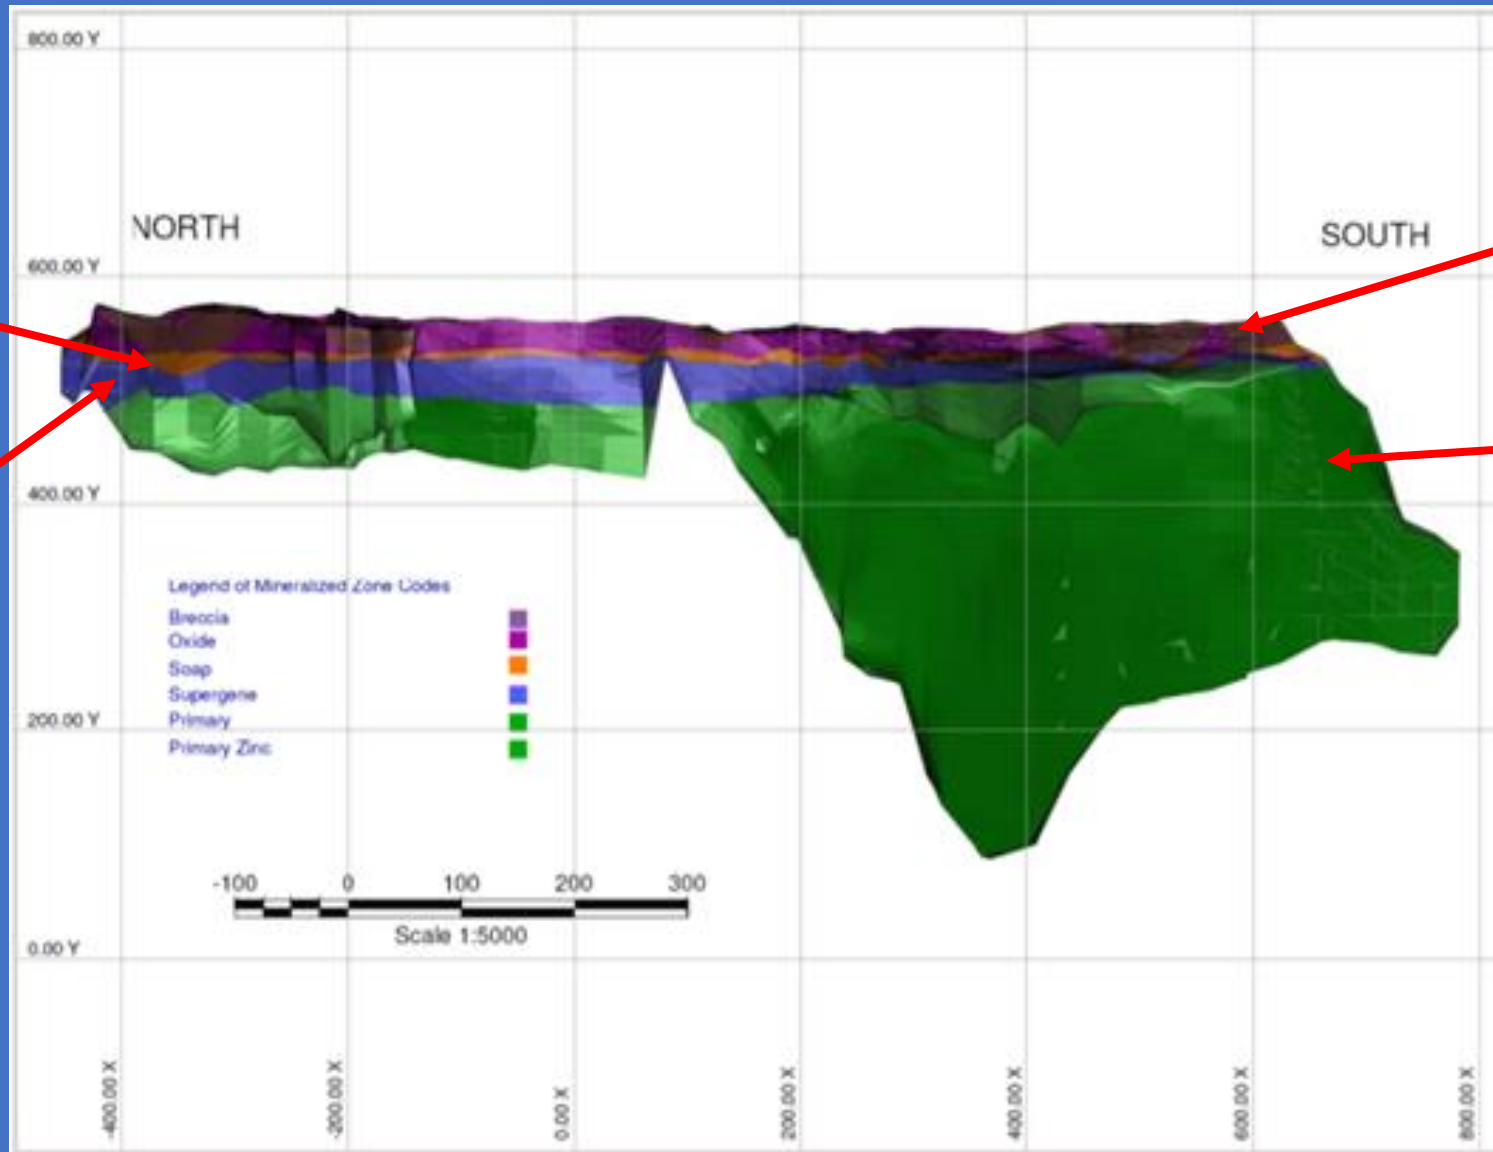 800.00 Y
NORTH
SOUTH
600.00 Y
400.00 Y
Legend of Mineralized Zone Codes
Breccia
Oxide
Soap
Supergene
Primary
Primary Zinc
200.00 Y
-100 0 100 200 300
Scale 1:5000
0.00 Y
-400.00 X
-200.00 X
0.00 X
200.00 X
400.00 X
600.00 X
800.00 X